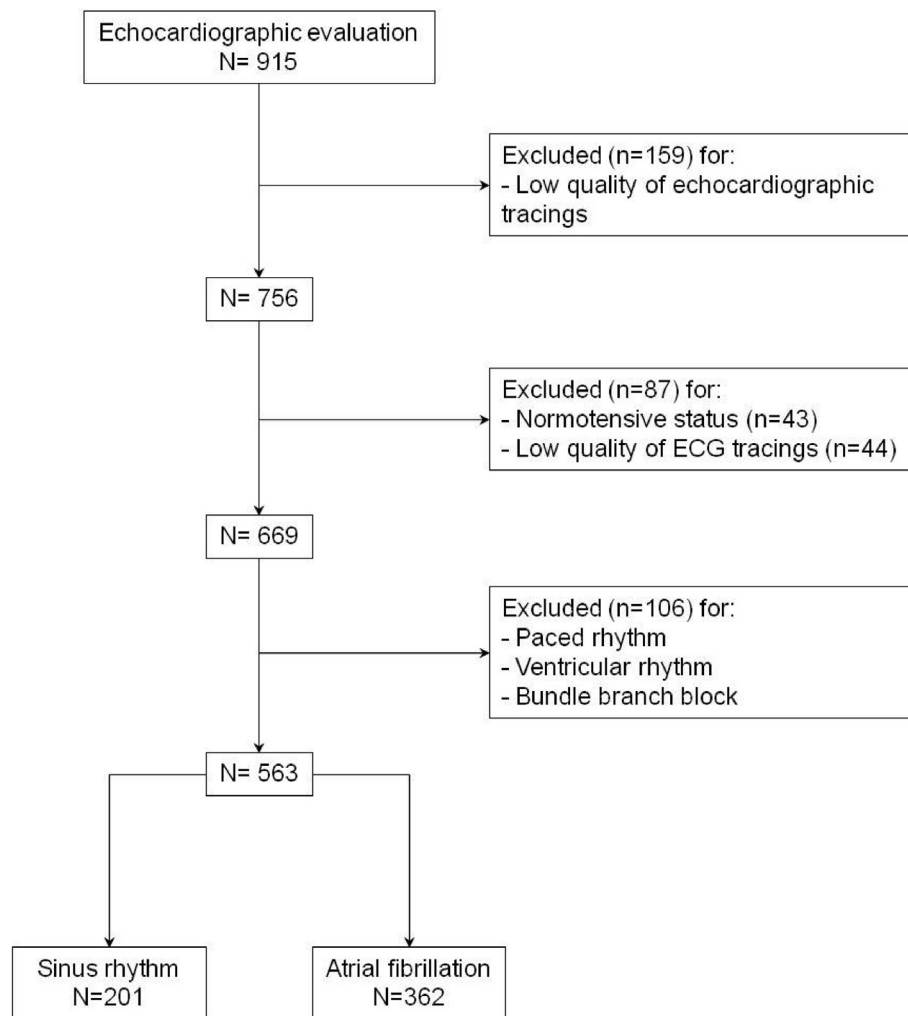 Echocardiographic evaluation
N= 915
Excluded (n=159) for:
- Low quality of echocardiographic
tracings
N= 756
Excluded (n=87) for:
- Normotensive status (n=43)
- Low quality of ECG tracings (n=44)
N= 669
Excluded (n=106) for:
- Paced rhythm
- Ventricular rhythm
- Bundle branch block
N= 563
Sinus rhythm
N=201
Atrial fibrillation
N=362